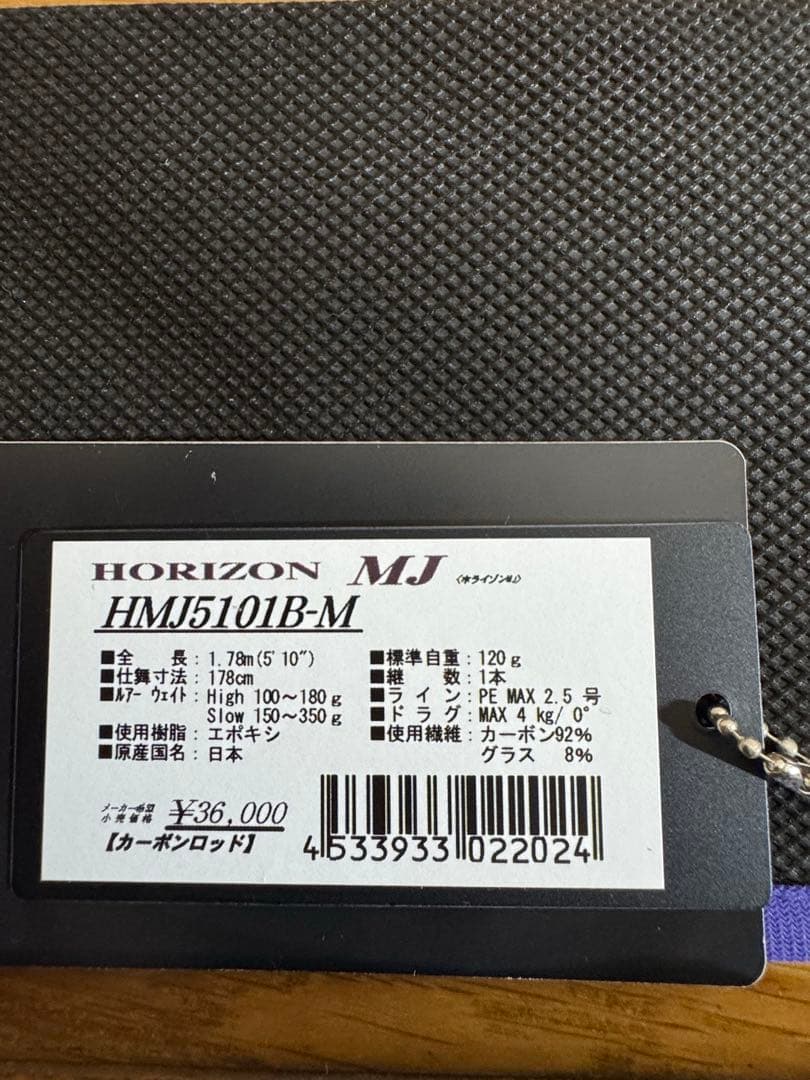 HORIZON MJ 〈ホライゾンMJ〉
HMJ5101B-M
■全　長：1.78m(5'10")
■仕舞寸法：178cm
■ﾙｱｰ ｳｪｲﾄ：High 100～180g
Slow 150～350g
■使用樹脂：エポキシ
■原産国名：日本
■標準自重：120g
■継　数：1本
■ライン：PE MAX 2.5 号
■ドラグ：MAX 4 kg/ 0°
■使用繊維：カーボン92%
グラス 8%
メーカー希望
小売価格 ¥36,000
【カーボンロッド】
4533933022024